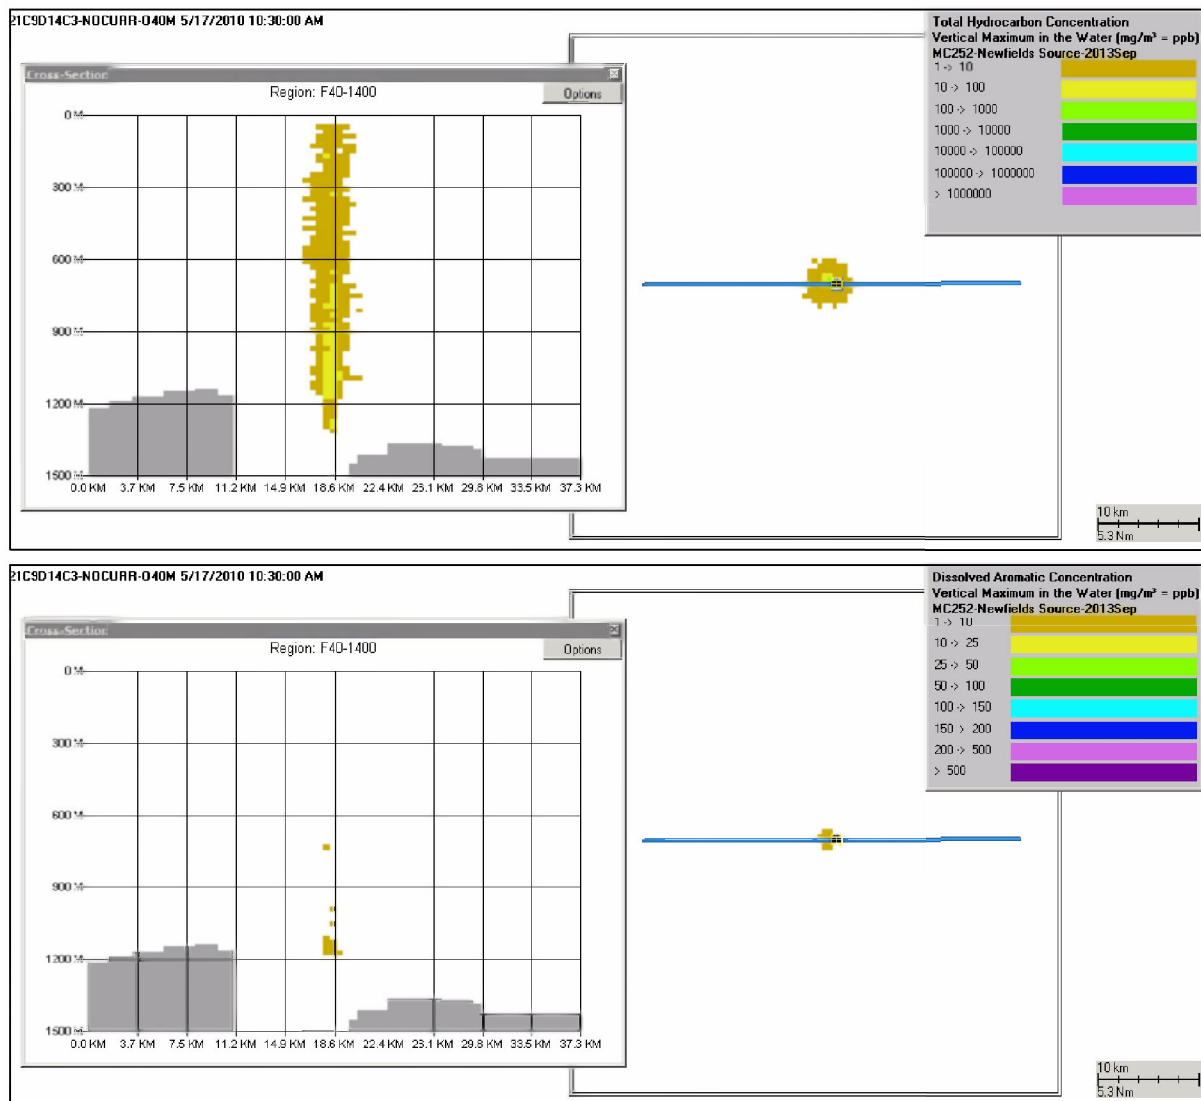 21C9D14C3-NOCURR-O40M 5/17/2010 10:30:00 AM
Total Hydrocarbon Concentration
Vertical Maximum in the Water (mg/m³ = ppb)
MC252-Newfields Source-2013Sep
1 -> 10
10 -> 100
100 -> 1000
1000 -> 10000
10000 -> 100000
100000 -> 1000000
> 1000000
Cross-Section
Region: F40-1400
Options
0 M
300 M
600 M
900 M
1200 M
1500 M
0.0 KM 3.7 KM 7.5 KM 11.2 KM 14.9 KM 18.6 KM 22.4 KM 26.1 KM 29.8 KM 33.5 KM 37.3 KM
10 km
5.3 Nm
21C9D14C3-NOCURR-O40M 5/17/2010 10:30:00 AM
Dissolved Aromatic Concentration
Vertical Maximum in the Water (mg/m³ = ppb)
MC252-Newfields Source-2013Sep
1 -> 10
10 -> 25
25 -> 50
50 -> 100
100 -> 150
150 -> 200
200 -> 500
> 500
Cross-Section
Region: F40-1400
Options
0 M
300 M
600 M
900 M
1200 M
1500 M
0.0 KM 3.7 KM 7.5 KM 11.2 KM 14.9 KM 18.6 KM 22.4 KM 26.1 KM 29.8 KM 33.5 KM 37.3 KM
10 km
5.3 Nm